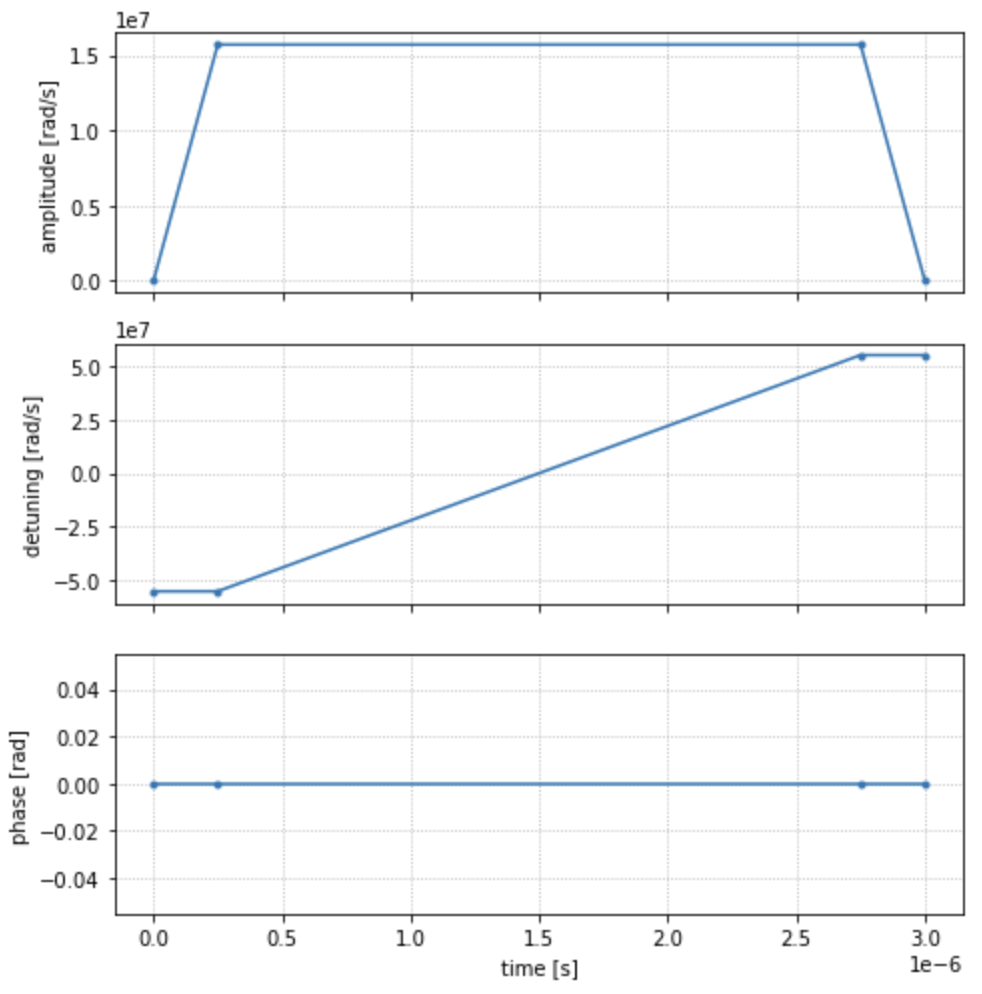 1e7
1.5
1.0
0.5
0.0
amplitude [rad/s]
1e7
5.0
2.5
0.0
−2.5
−5.0
detuning [rad/s]
0.04
0.02
0.00
−0.02
−0.04
phase [rad]
0.0 0.5 1.0 1.5 2.0 2.5 3.0
time [s]
1e−6